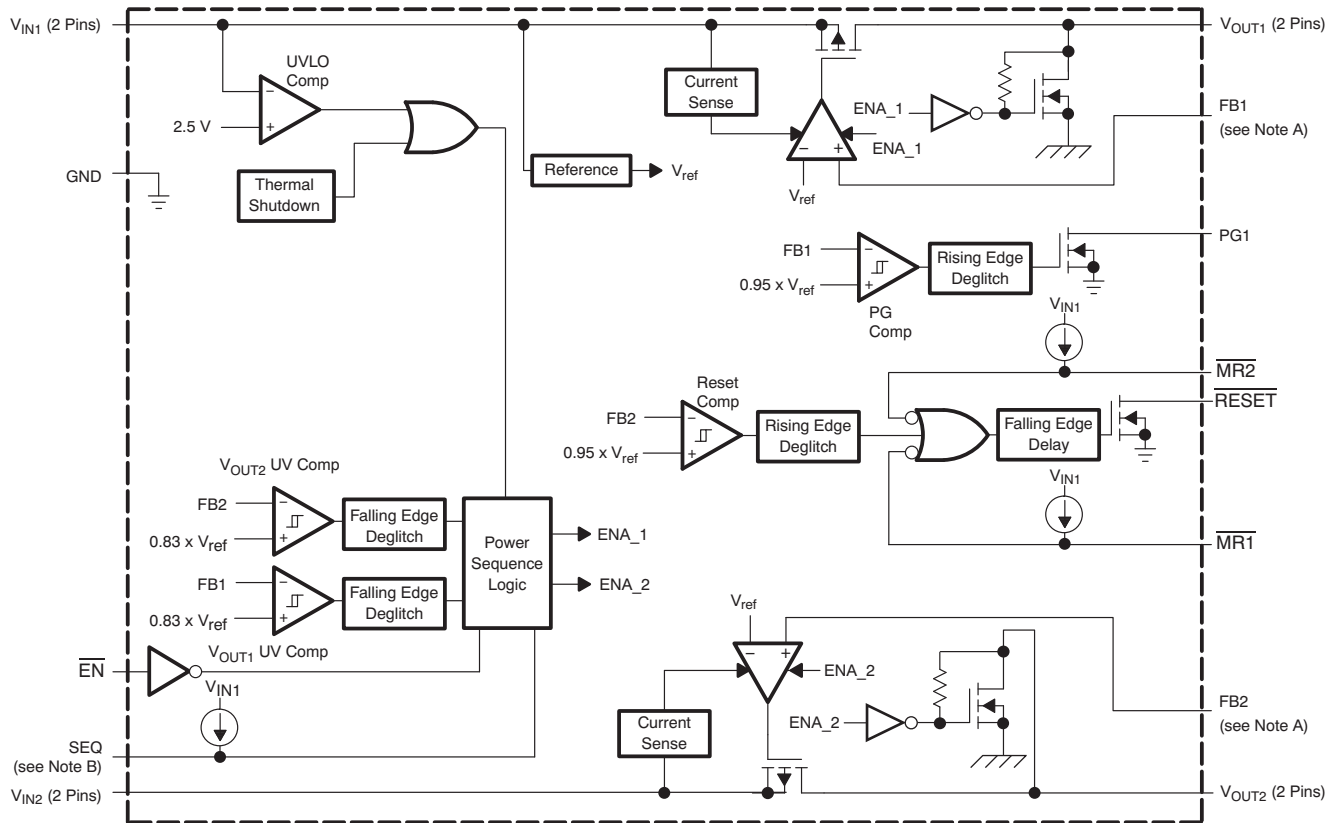 V_IN1 (2 Pins)
V_OUT1 (2 Pins)
UVLO
Comp
−
+
2.5 V
Current
Sense
ENA_1
ENA_1
−
+
V_ref
FB1
(see Note A)
GND
Thermal
Shutdown
Reference
V_ref
FB1
−
0.95 x V_ref
+
PG
Comp
Rising Edge
Deglitch
PG1
V_IN1
M̅R̅2̅
Reset
Comp
FB2
−
0.95 x V_ref
+
Rising Edge
Deglitch
Falling Edge
Delay
R̅E̅S̅E̅T̅
V_IN1
M̅R̅1̅
V_OUT2 UV Comp
FB2
−
0.83 x V_ref
+
Falling Edge
Deglitch
FB1
−
0.83 x V_ref
+
Falling Edge
Deglitch
V_OUT1 UV Comp
Power
Sequence
Logic
ENA_1
ENA_2
E̅N̅
V_IN1
SEQ
(see Note B)
V_ref
−
+
ENA_2
Current
Sense
ENA_2
FB2
(see Note A)
V_IN2 (2 Pins)
V_OUT2 (2 Pins)